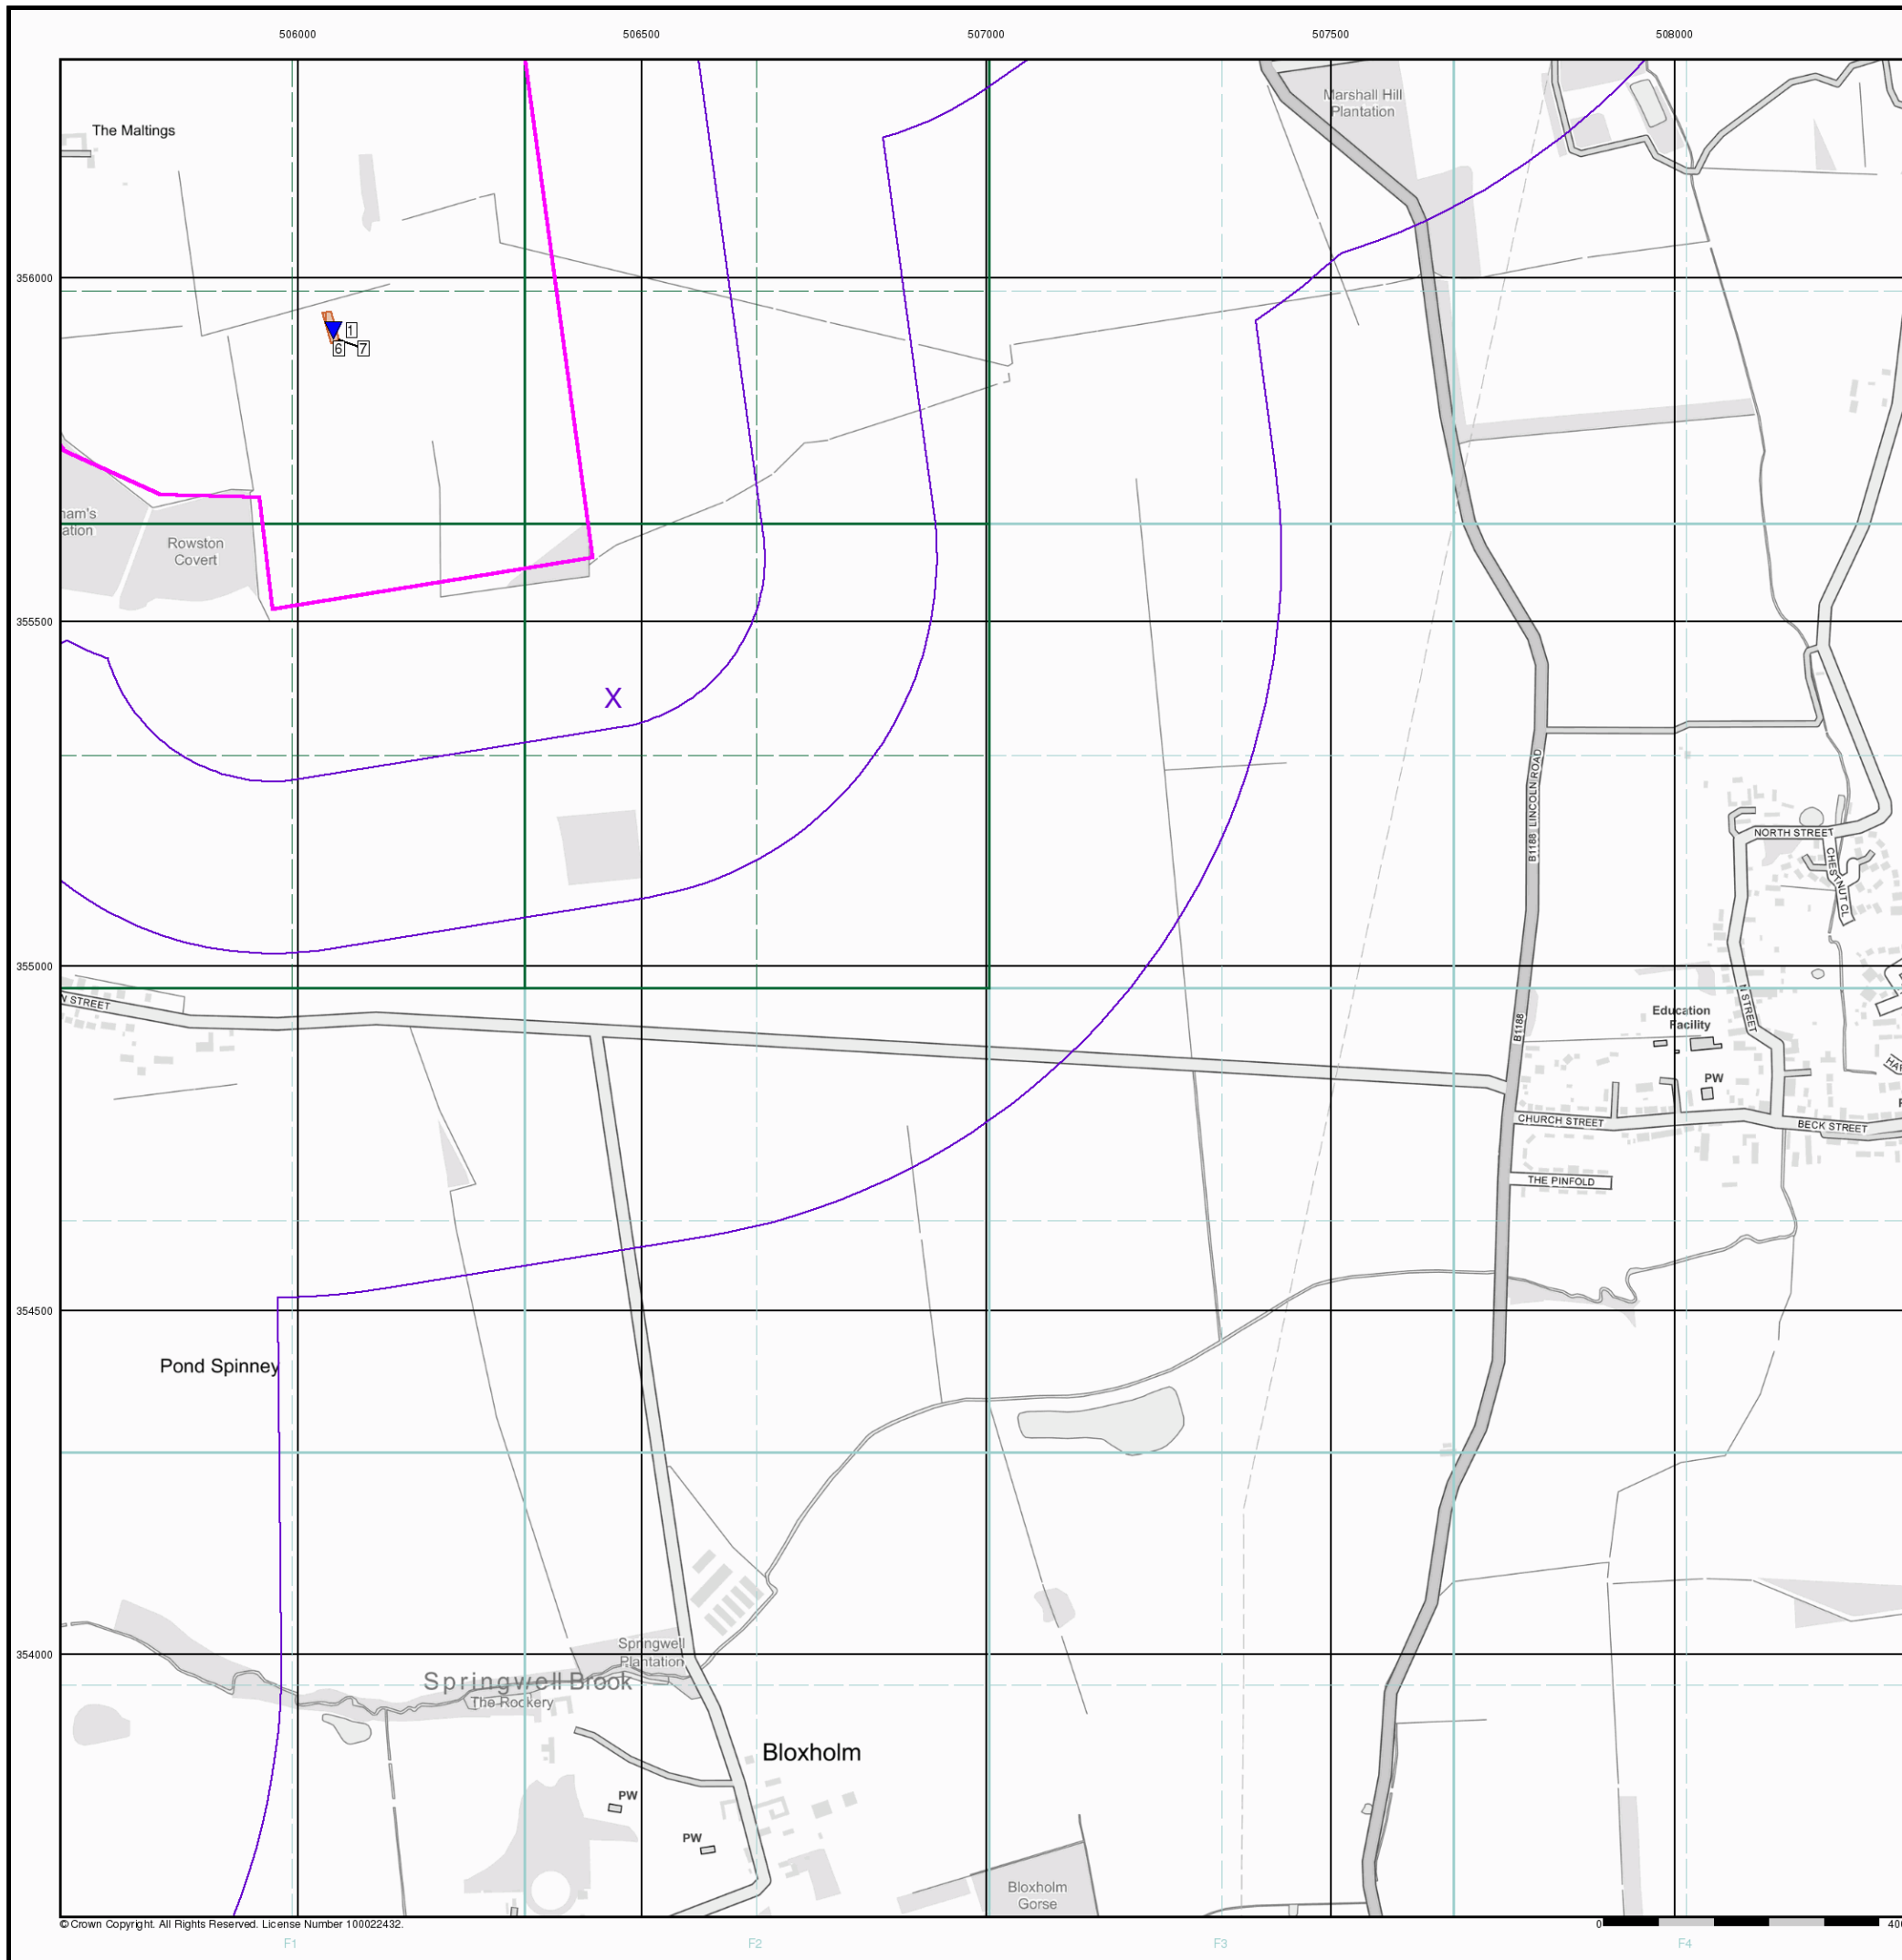 506000 506500 507000 507500 508000
Marshall Hill
Plantation
The Maltings
356000
1
6 7
Rowston
Covert
355500
X
B1188 LINCOLN ROAD
NORTH STREET
CHESTNUT CL
355000
N STREET
N STREET
B1188
Education
Facility
PW
CHURCH STREET
BECK STREET
THE PINFOLD
354500
Pond Spinney
354000
Springwell
Plantation
Springwell Brook
The Rookery
Bloxholm
PW
PW
Bloxholm
Gorse
© Crown Copyright. All Rights Reserved. License Number 100022432.
0
F1 F2 F3 F4